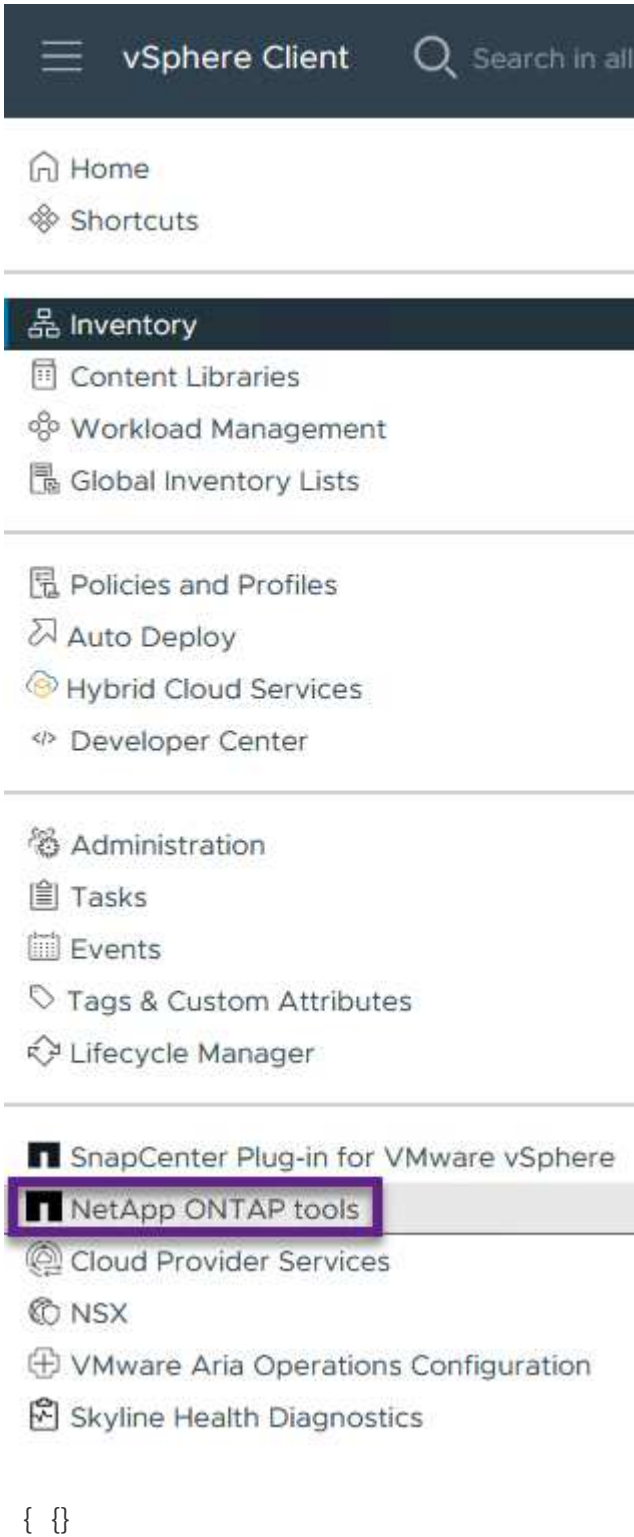 vSphere Client Search in all
Home
Shortcuts
Inventory
Content Libraries
Workload Management
Global Inventory Lists
Policies and Profiles
Auto Deploy
Hybrid Cloud Services
Developer Center
Administration
Tasks
Events
Tags & Custom Attributes
Lifecycle Manager
SnapCenter Plug-in for VMware vSphere
NetApp ONTAP tools
Cloud Provider Services
NSX
VMware Aria Operations Configuration
Skyline Health Diagnostics
{ {}